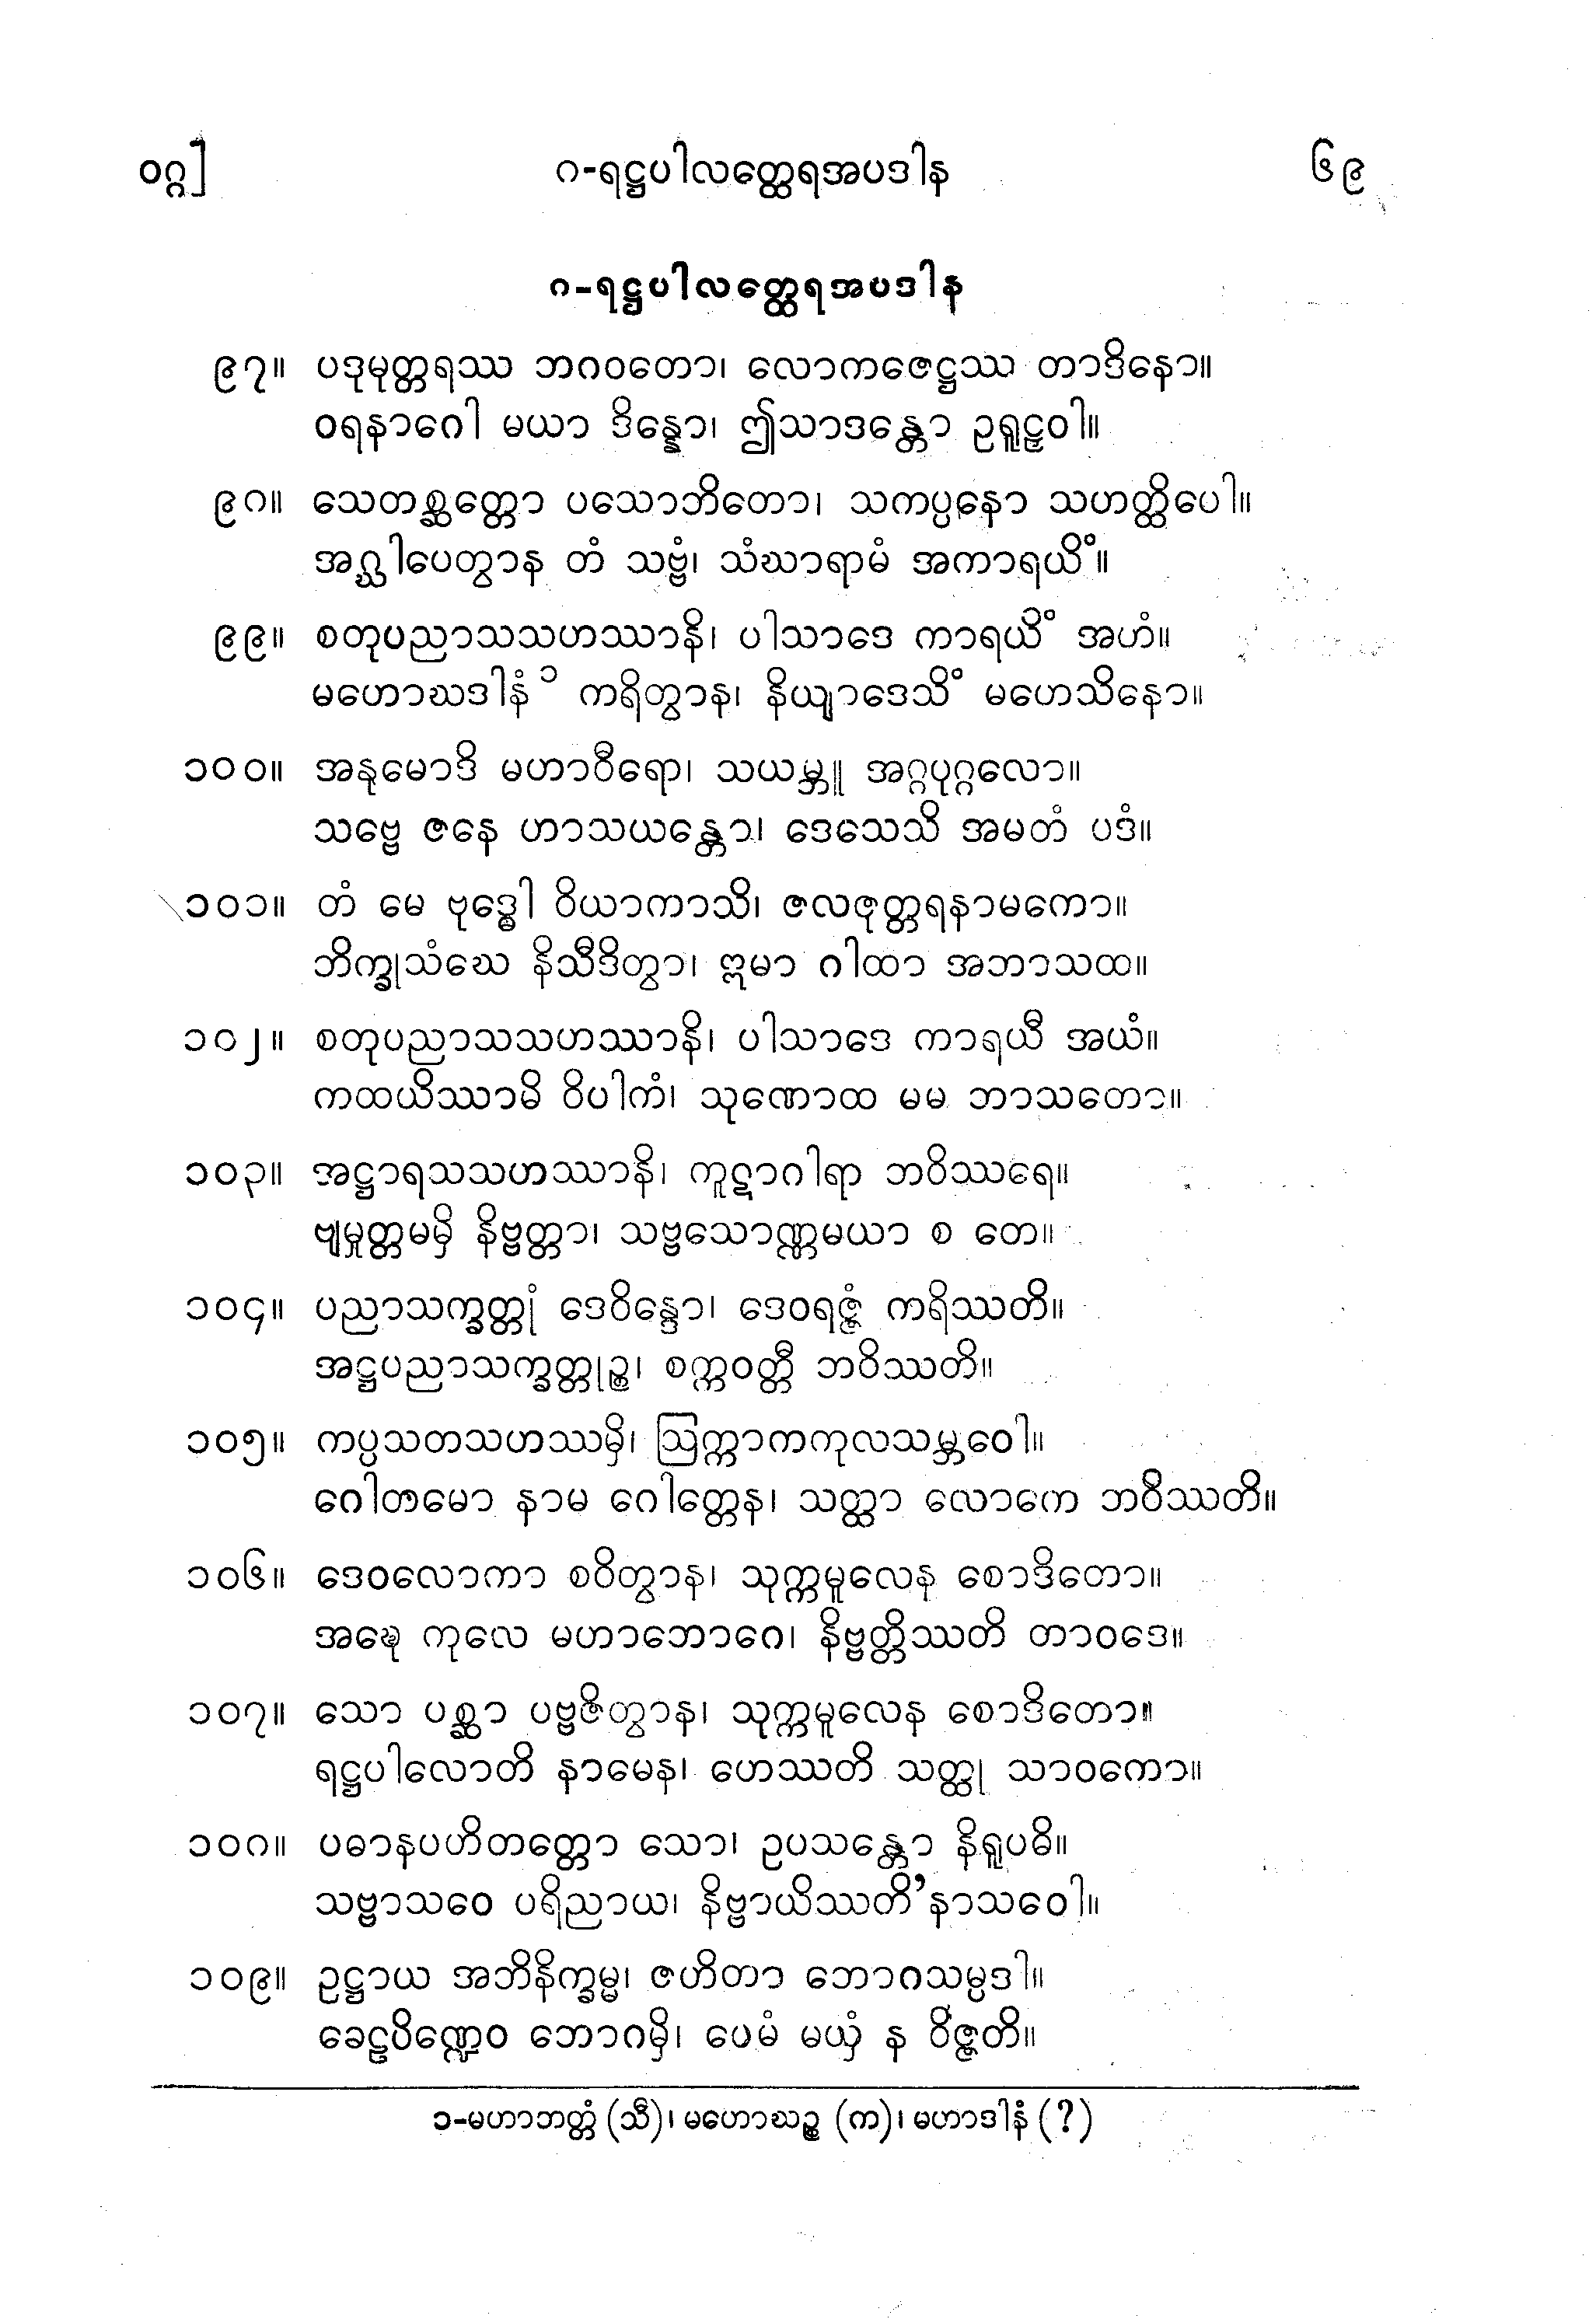 ဝဂ္ဂ] ဂ-ရဋ္ဌပါလတ္ထေရအပဒါန ၆၉
ဂ-ရဋ္ဌပါလတ္ထေရအပဒါန
၉၇။ ပဒုမုတ္တရဿ ဘဂဝတော၊ လောကဇေဋ္ဌဿ တာဒိနော။
ဝရနာဂေါ မယာ ဒိန္နော၊ ဤသာဒန္တော ဥရူဠှဝါ။
၉၈။ သေတစ္ဆတ္တော ပသောဘိတော၊ သကပ္ပနော သဟတ္ထိပေါ။
အဂ္ဃါပေတွာန တံ သဗ္ဗံ၊ သံဃာရာမံ အကာရယိံ။
၉၉။ စတုပညာသသဟဿာနိ၊ ပါသာဒေ ကာရယိံ အဟံ။
မဟောဃဒါနံ ၁ ကရိတွာန၊ နိယျာဒေသိံ မဟေသိနော။
၁၀၀။ အနုမောဒိ မဟာဝီရော၊ သယမ္ဘူ အဂ္ဂပုဂ္ဂလော။
သဗ္ဗေ ဇနေ ဟာသယန္တော၊ ဒေသေသိ အမတံ ပဒံ။
၁၀၁။ တံ မေ ဗုဒ္ဓေါ ဝိယာကာသိ၊ ဇလဇုတ္တရနာမကော။
ဘိက္ခုသံဃေ နိသီဒိတွာ၊ ဣမာ ဂါထာ အဘာသထ။
၁၀၂။ စတုပညာသသဟဿာနိ၊ ပါသာဒေ ကာရယီ အယံ။
ကထယိဿာမိ ဝိပါကံ၊ သုဏောထ မမ ဘာသတော။
၁၀၃။ အဋ္ဌာရသသဟဿာနိ၊ ကူဋာဂါရာ ဘဝိဿရေ။
ဗျမှုတ္တမမှိ နိဗ္ဗတ္တာ၊ သဗ္ဗသောဏ္ဏမယာ စ တေ။
၁၀၄။ ပညာသက္ခတ္တုံ ဒေဝိန္ဒော၊ ဒေဝရဇ္ဇံ ကရိဿတိ။
အဋ္ဌပညာသက္ခတ္တုဉ္စ၊ စက္ကဝတ္တီ ဘဝိဿတိ။
၁၀၅။ ကပ္ပသတသဟဿမှိ၊ ဩက္ကာကကုလသမ္ဘဝေါ။
ဂေါတမော နာမ ဂေါတ္တေန၊ သတ္ထာ လောကေ ဘဝိဿတိ။
၁၀၆။ ဒေဝလောကာ စဝိတွာန၊ သုက္ကမူလေန စောဒိတော။
အဍ္ဎေ ကုလေ မဟာဘောဂေ၊ နိဗ္ဗတ္တိဿတိ တာဝဒေ။
၁၀၇။ သော ပစ္ဆာ ပဗ္ဗဇိတွာန၊ သုက္ကမူလေန စောဒိတော။
ရဋ္ဌပါလောတိ နာမေန၊ ဟေဿတိ သတ္ထု သာဝကော။
၁၀၈။ ပဓာနပဟိတတ္တော သော၊ ဥပသန္တော နိရူပဓိ။
သဗ္ဗာသဝေ ပရိညာယ၊ နိဗ္ဗာယိဿတိ’နာသဝေါ။
၁၀၉။ ဥဋ္ဌာယ အဘိနိက္ခမ္မ၊ ဇဟိတာ ဘောဂသမ္ပဒါ။
ခေဠပိဏ္ဍေဝ ဘောဂမှိ၊ ပေမံ မယှံ န ဝိဇ္ဇတိ။
၁-မဟာဘတ္တံ (သီ)၊ မဟောဃဉ္စ (က)၊ မဟာဒါနံ (?)